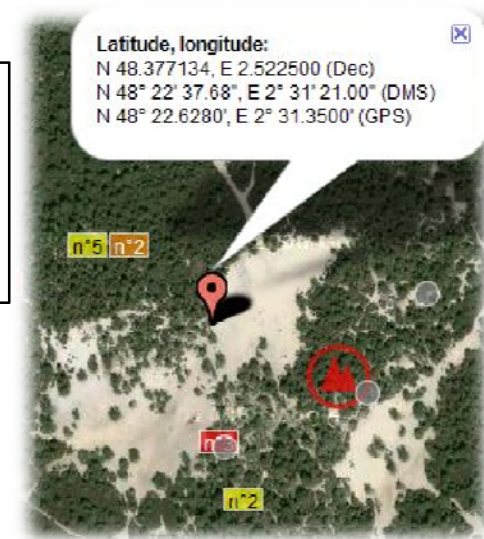 Latitude, longitude:
N 48.377134, E 2.522500 (Dec)
N 48° 22' 37.68", E 2° 31' 21.00" (DMS)
N 48° 22.6280', E 2° 31.3500' (GPS)
n°5 n°2
n°2